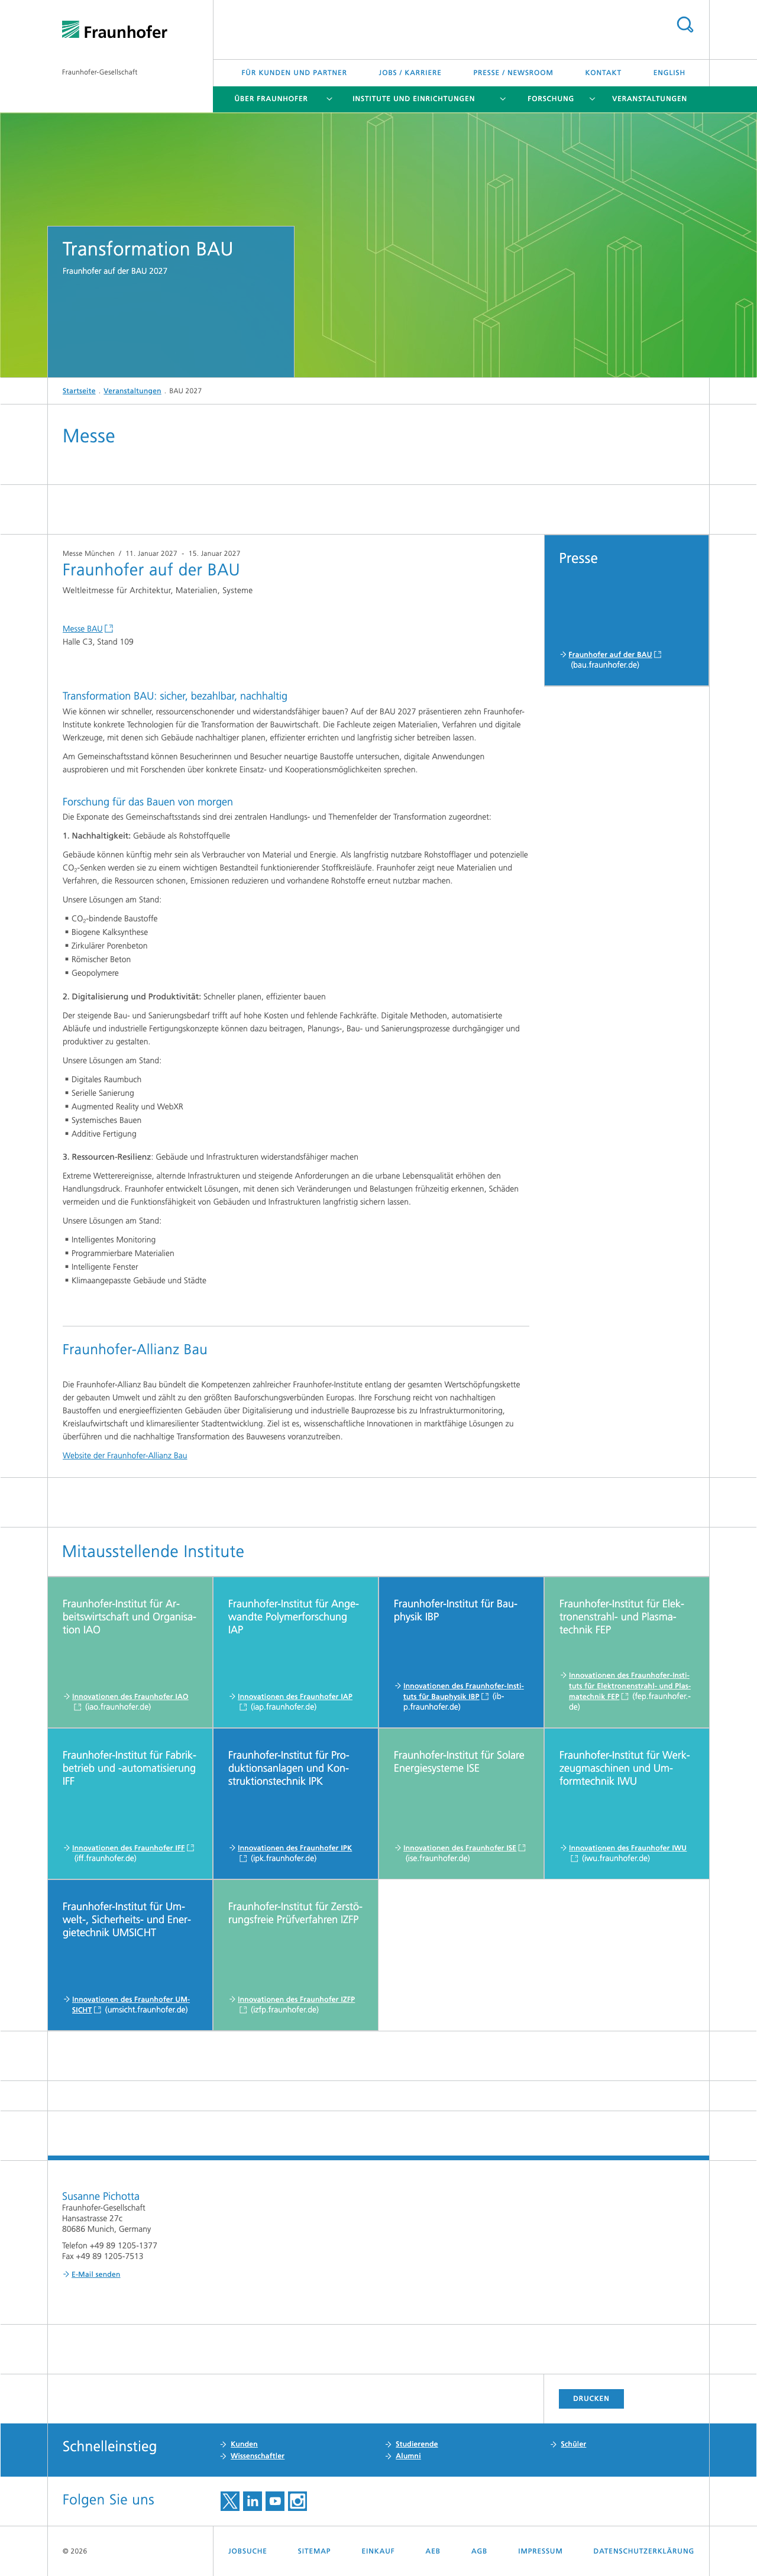 Fraunhofer
Fraunhofer-Gesellschaft
FÜR KUNDEN UND PARTNER
JOBS / KARRIERE
PRESSE / NEWSROOM
KONTAKT
ENGLISH
ÜBER FRAUNHOFER
INSTITUTE UND EINRICHTUNGEN
FORSCHUNG
VERANSTALTUNGEN
Transformation BAU
Fraunhofer auf der BAU 2027
Startseite . Veranstaltungen . BAU 2027
Messe
Messe München / 11. Januar 2027 - 15. Januar 2027
Fraunhofer auf der BAU
Weltleitmesse für Architektur, Materialien, Systeme
Messe BAU
Halle C3, Stand 109
Presse
Fraunhofer auf der BAU
(bau.fraunhofer.de)
Transformation BAU: sicher, bezahlbar, nachhaltig
Wie können wir schneller, ressourcenschonender und widerstandsfähiger bauen? Auf der BAU 2027 präsentieren zehn Fraunhofer-
Institute konkrete Technologien für die Transformation der Bauwirtschaft. Die Fachleute zeigen Materialien, Verfahren und digitale
Werkzeuge, mit denen sich Gebäude nachhaltiger planen, effizienter errichten und langfristig sicher betreiben lassen.
Am Gemeinschaftsstand können Besucherinnen und Besucher neuartige Baustoffe untersuchen, digitale Anwendungen
ausprobieren und mit Forschenden über konkrete Einsatz- und Kooperationsmöglichkeiten sprechen.
Forschung für das Bauen von morgen
Die Exponate des Gemeinschaftsstands sind drei zentralen Handlungs- und Themenfelder der Transformation zugeordnet:
1. Nachhaltigkeit: Gebäude als Rohstoffquelle
Gebäude können künftig mehr sein als Verbraucher von Material und Energie. Als langfristig nutzbare Rohstofflager und potenzielle
CO₂-Senken werden sie zu einem wichtigen Bestandteil funktionierender Stoffkreisläufe. Fraunhofer zeigt neue Materialien und
Verfahren, die Ressourcen schonen, Emissionen reduzieren und vorhandene Rohstoffe erneut nutzbar machen.
Unsere Lösungen am Stand:
CO₂-bindende Baustoffe
Biogene Kalksynthese
Zirkulärer Porenbeton
Römischer Beton
Geopolymere
2. Digitalisierung und Produktivität: Schneller planen, effizienter bauen
Der steigende Bau- und Sanierungsbedarf trifft auf hohe Kosten und fehlende Fachkräfte. Digitale Methoden, automatisierte
Abläufe und industrielle Fertigungskonzepte können dazu beitragen, Planungs-, Bau- und Sanierungsprozesse durchgängiger und
produktiver zu gestalten.
Unsere Lösungen am Stand:
Digitales Raumbuch
Serielle Sanierung
Augmented Reality und WebXR
Systemisches Bauen
Additive Fertigung
3. Ressourcen-Resilienz: Gebäude und Infrastrukturen widerstandsfähiger machen
Extreme Wetterereignisse, alternde Infrastrukturen und steigende Anforderungen an die urbane Lebensqualität erhöhen den
Handlungsdruck. Fraunhofer entwickelt Lösungen, mit denen sich Veränderungen und Belastungen frühzeitig erkennen, Schäden
vermeiden und die Funktionsfähigkeit von Gebäuden und Infrastrukturen langfristig sichern lassen.
Unsere Lösungen am Stand:
Intelligentes Monitoring
Programmierbare Materialien
Intelligente Fenster
Klimaangepasste Gebäude und Städte
Fraunhofer-Allianz Bau
Die Fraunhofer-Allianz Bau bündelt die Kompetenzen zahlreicher Fraunhofer-Institute entlang der gesamten Wertschöpfungskette
der gebauten Umwelt und zählt zu den größten Bauforschungsverbünden Europas. Ihre Forschung reicht von nachhaltigen
Baustoffen und energieeffizienten Gebäuden über Digitalisierung und industrielle Bauprozesse bis zu Infrastrukturmonitoring,
Kreislaufwirtschaft und klimaresilienter Stadtentwicklung. Ziel ist es, wissenschaftliche Innovationen in marktfähige Lösungen zu
überführen und die nachhaltige Transformation des Bauwesens voranzutreiben.
Website der Fraunhofer-Allianz Bau
Mitausstellende Institute
Fraunhofer-Institut für Ar-
beitswirtschaft und Organisa-
tion IAO
Innovationen des Fraunhofer IAO
(iao.fraunhofer.de)
Fraunhofer-Institut für Ange-
wandte Polymerforschung
IAP
Innovationen des Fraunhofer IAP
(iap.fraunhofer.de)
Fraunhofer-Institut für Bau-
physik IBP
Innovationen des Fraunhofer-Insti-
tuts für Bauphysik IBP (ib-
p.fraunhofer.de)
Fraunhofer-Institut für Elek-
tronenstrahl- und Plasma-
technik FEP
Innovationen des Fraunhofer-Insti-
tuts für Elektronenstrahl- und Plas-
matechnik FEP (fep.fraunhofer.-
de)
Fraunhofer-Institut für Fabrik-
betrieb und -automatisierung
IFF
Innovationen des Fraunhofer IFF
(iff.fraunhofer.de)
Fraunhofer-Institut für Pro-
duktionsanlagen und Kon-
struktionstechnik IPK
Innovationen des Fraunhofer IPK
(ipk.fraunhofer.de)
Fraunhofer-Institut für Solare
Energiesysteme ISE
Innovationen des Fraunhofer ISE
(ise.fraunhofer.de)
Fraunhofer-Institut für Werk-
zeugmaschinen und Um-
formtechnik IWU
Innovationen des Fraunhofer IWU
(iwu.fraunhofer.de)
Fraunhofer-Institut für Um-
welt-, Sicherheits- und Ener-
gietechnik UMSICHT
Innovationen des Fraunhofer UM-
SICHT (umsicht.fraunhofer.de)
Fraunhofer-Institut für Zerstö-
rungsfreie Prüfverfahren IZFP
Innovationen des Fraunhofer IZFP
(izfp.fraunhofer.de)
Susanne Pichotta
Fraunhofer-Gesellschaft
Hansastrasse 27c
80686 Munich, Germany
Telefon +49 89 1205-1377
Fax +49 89 1205-7513
E-Mail senden
DRUCKEN
Schnelleinstieg
Kunden
Wissenschaftler
Studierende
Alumni
Schüler
Folgen Sie uns
© 2026
JOBSUCHE
SITEMAP
EINKAUF
AEB
AGB
IMPRESSUM
DATENSCHUTZERKLÄRUNG